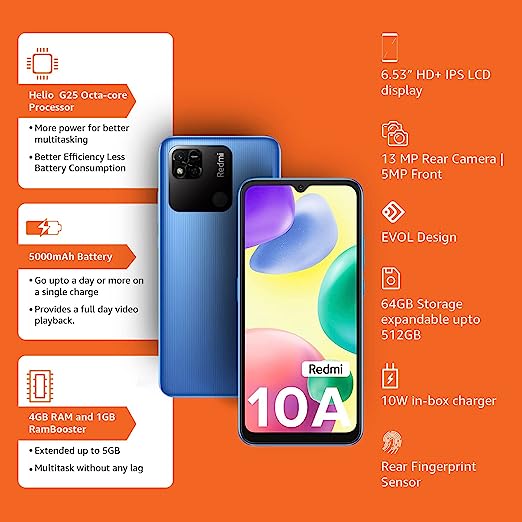 Helio G25 Octa-core
Processor
• More power for better
multitasking
• Better Efficiency Less
Battery Consumption
5000mAh Battery
• Go upto a day or more on
a single charge
• Provides a full day video
playback.
4GB RAM and 1GB
RamBooster
• Extended up to 5GB
• Multitask without any lag
Redmi
Redmi
10A
6.53" HD+ IPS LCD
display
13 MP Rear Camera |
5MP Front
EVOL Design
64GB Storage
expandable upto
512GB
10W in-box charger
Rear Fingerprint
Sensor